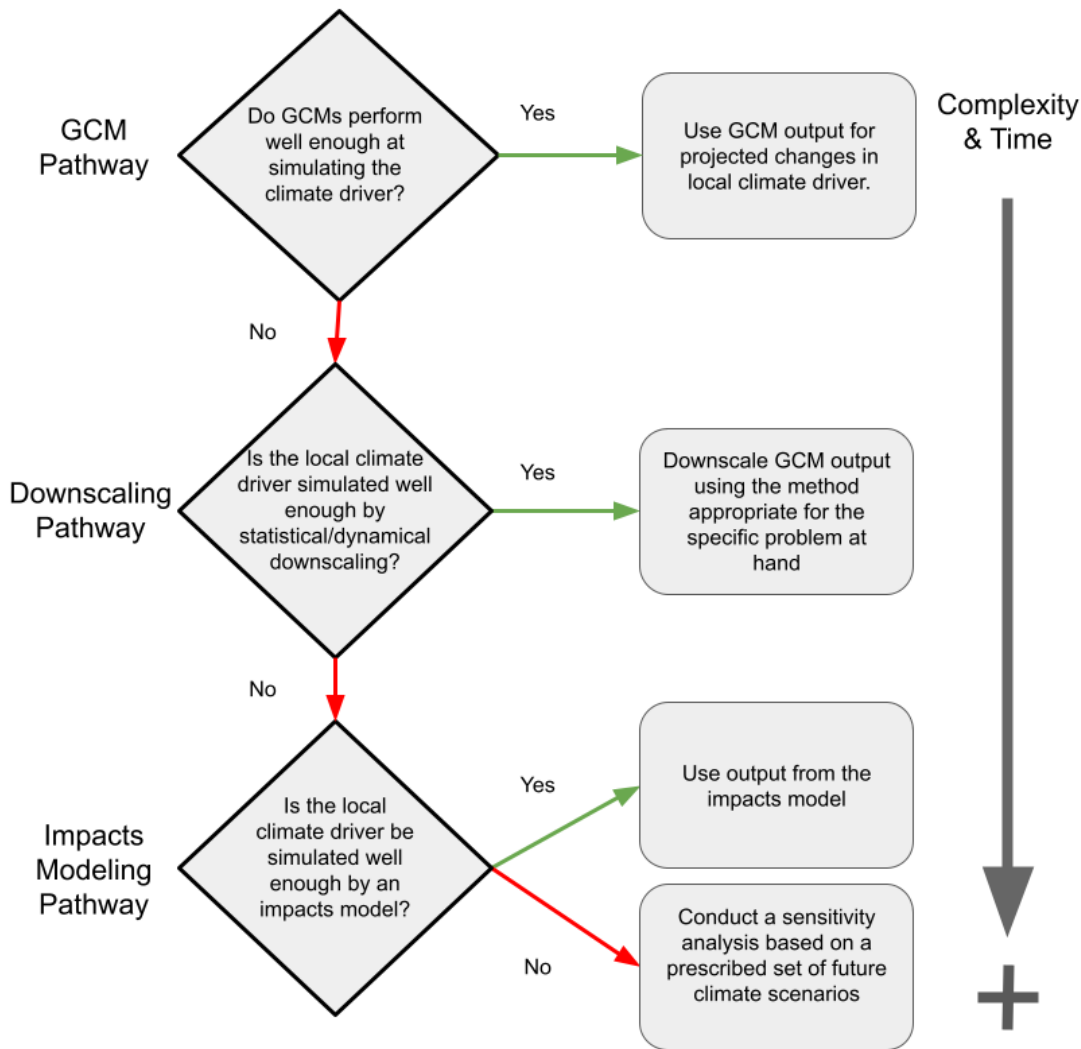 GCM
Pathway
Do GCMs perform
well enough at
simulating the
climate driver?
Yes
Use GCM output for
projected changes in
local climate driver.
Complexity
& Time
No
Downscaling
Pathway
Is the local climate
driver simulated well
enough by
statistical/dynamical
downscaling?
Yes
Downscale GCM output
using the method
appropriate for the
specific problem at
hand
No
Impacts
Modeling
Pathway
Is the local
climate driver be
simulated well
enough by an
impacts model?
Yes
Use output from the
impacts model
No
Conduct a sensitivity
analysis based on a
prescribed set of future
climate scenarios
+